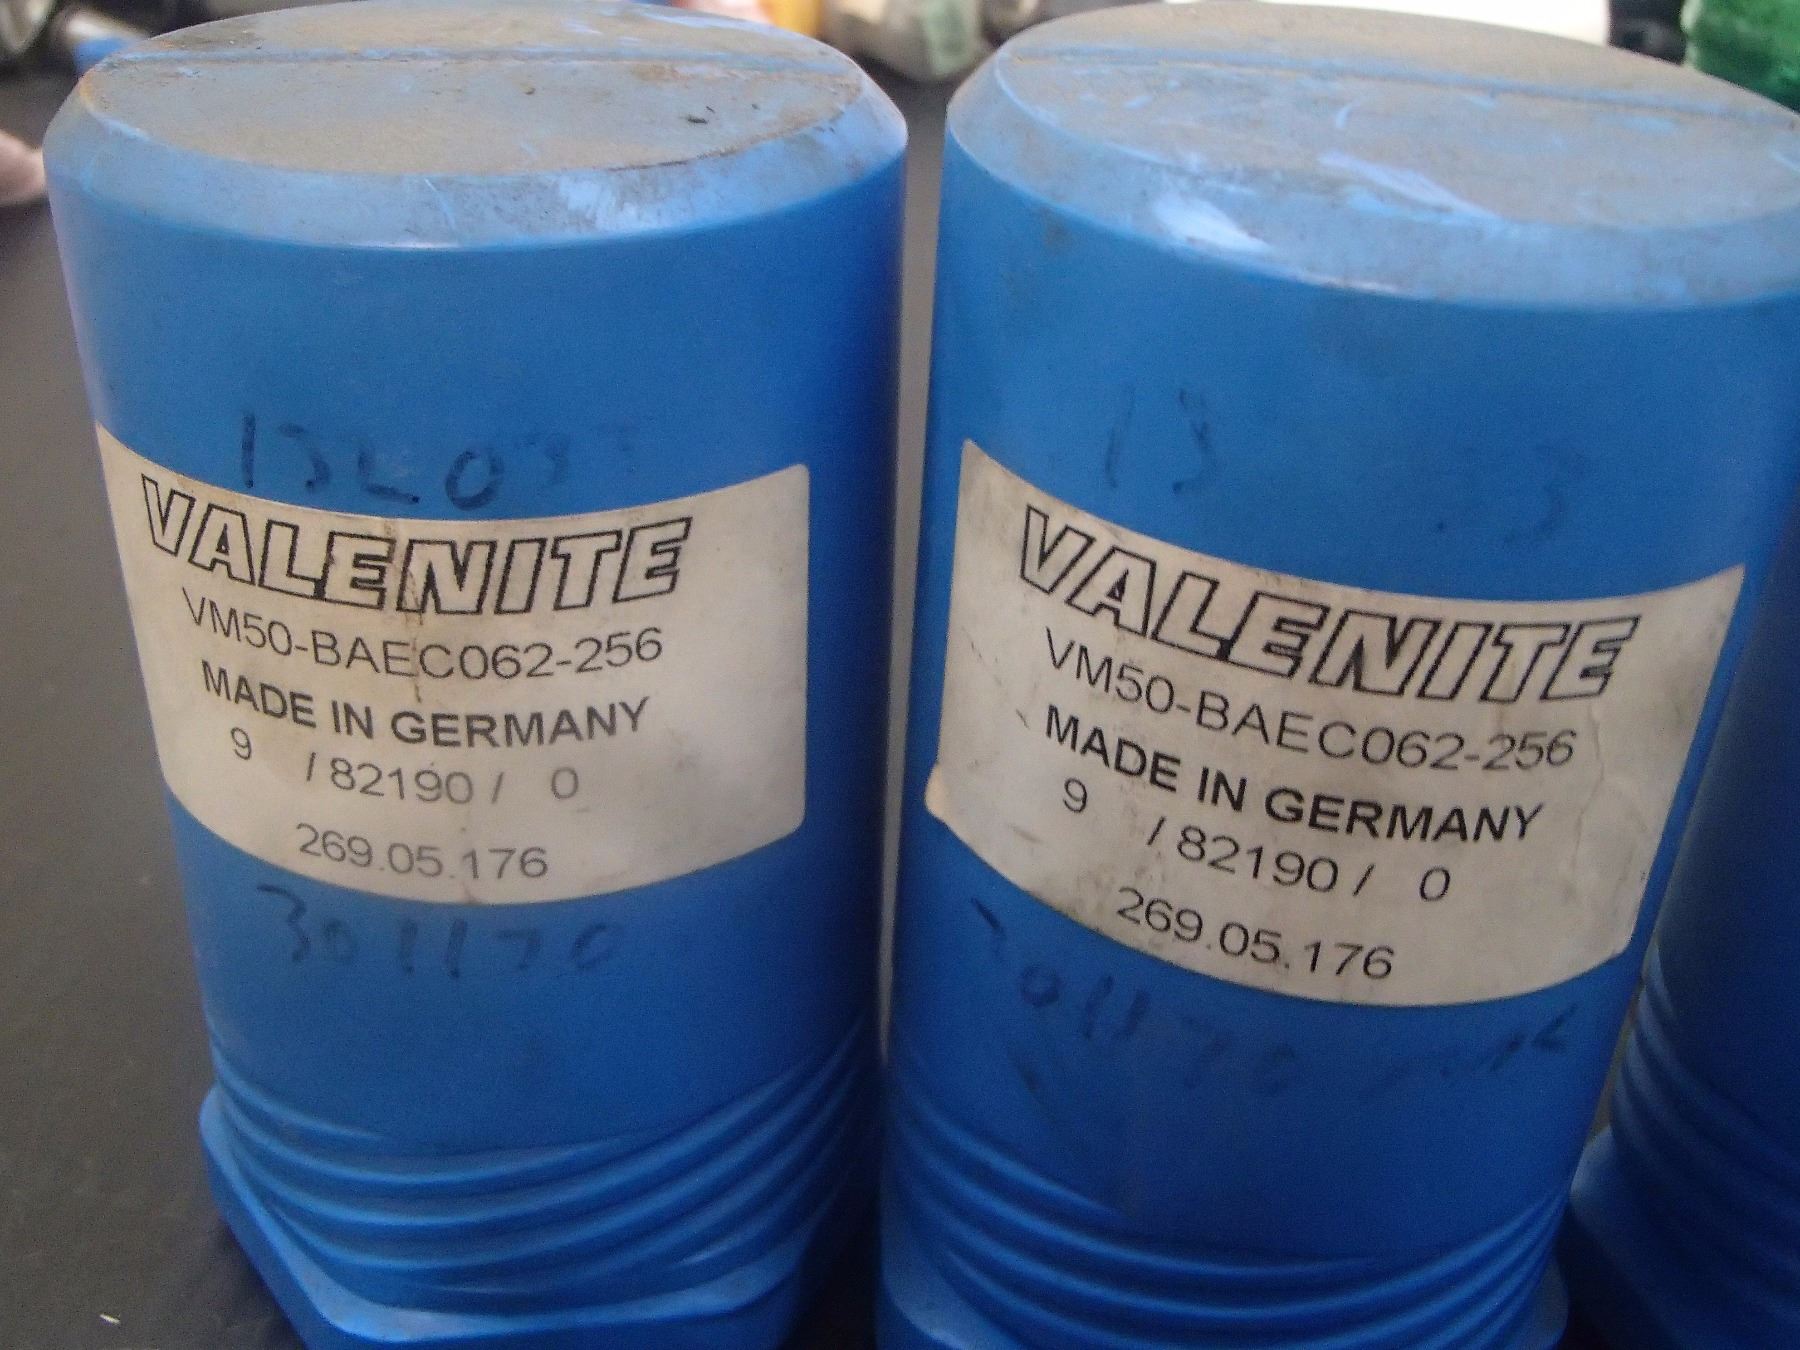 VALENITE
VM50-BAEC062-256
MADE IN GERMANY
9 / 82190 / 0
269.05.176
301170
VALENITE
VM50-BAEC062-256
MADE IN GERMANY
9 / 82190 / 0
269.05.176